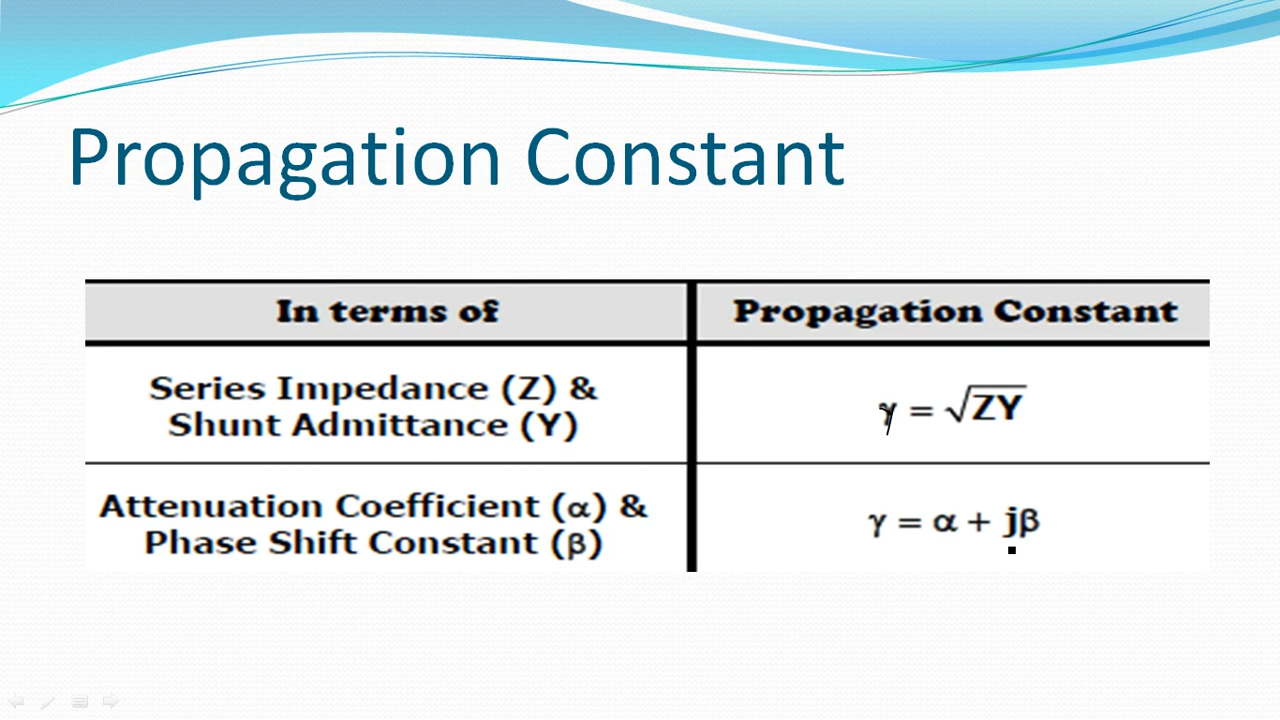 Propagation Constant
In terms of
Propagation Constant
Series Impedance (Z) &
Shunt Admittance (Y)
γ = √ZY
Attenuation Coefficient (α) &
Phase Shift Constant (β)
γ = α + jβ